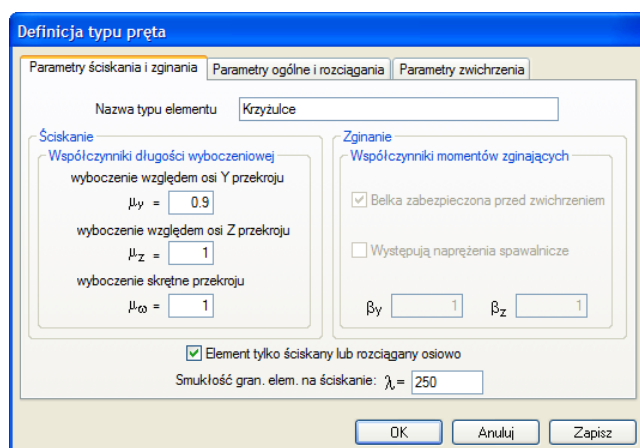 Definicja typu pręta
Parametry ściskania i zginania Parametry ogólne i rozciągania Parametry zwichrzenia
Nazwa typu elementu Krzyżulce
Ściskanie
Współczynniki długości wyboczeniowej
wyboczenie względem osi Y przekroju
μy = 0.9
wyboczenie względem osi Z przekroju
μz = 1
wyboczenie skrętne przekroju
μω = 1
Zginanie
Współczynniki momentów zginających
Belka zabezpieczona przed zwichrzeniem
Występują naprężenia spawalnicze
βy 1 βz 1
Element tylko ściskany lub rozciągany osiowo
Smukłość gran. elem. na ściskanie: λ = 250
OK Anuluj Zapisz